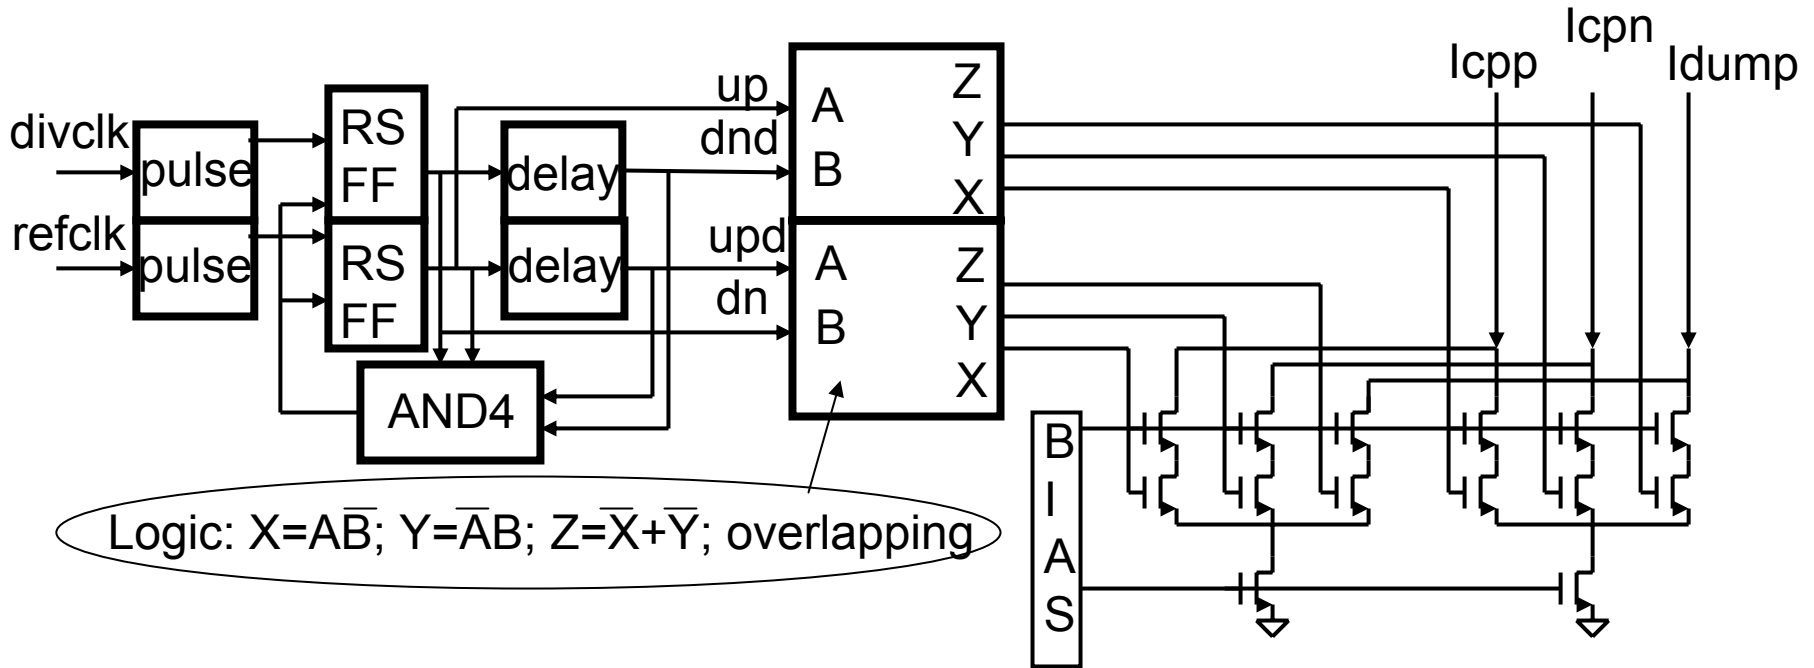 Icpn
Icpp
Idump
up
Z
A
RS
divclk
dnd
Y
pulse
FF
delay
B
X
refclk
upd
pulse
RS
delay
A
Z
dn
FF
B
Y
X
AND4
B
I
A
S
Logic: X=AB̅; Y=A̅B; Z=X̅+Y̅; overlapping